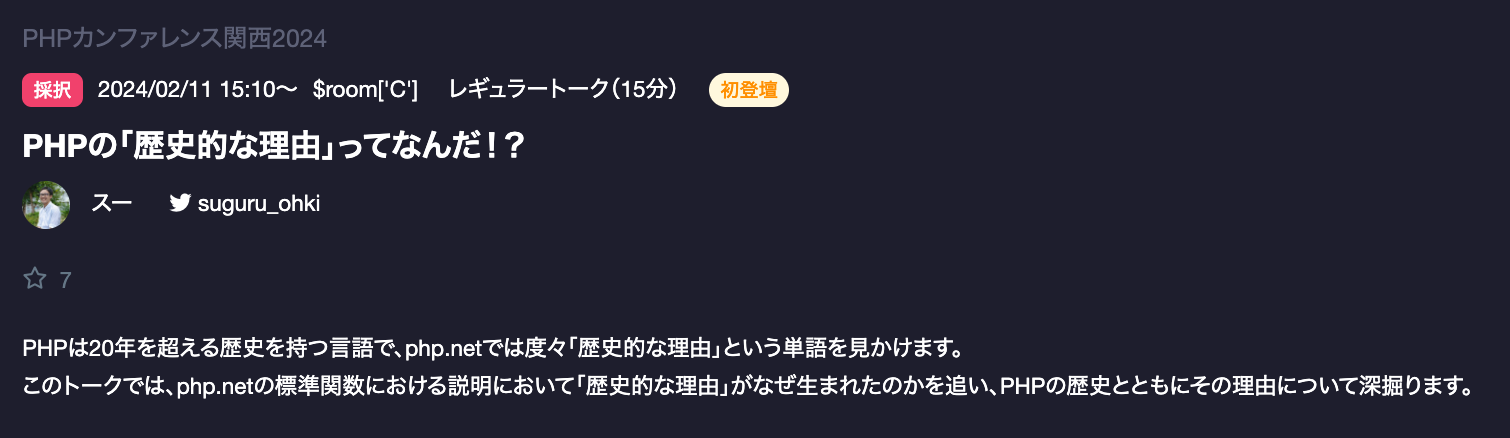 PHPカンファレンス関西2024
採択 2024/02/11 15:10〜 $room['C'] レギュラートーク（15分） 初登壇
PHPの「歴史的な理由」ってなんだ！？
スー suguru_ohki
7
PHPは20年を超える歴史を持つ言語で、php.netでは度々「歴史的な理由」という単語を見かけます。
このトークでは、php.netの標準関数における説明において「歴史的な理由」がなぜ生まれたのかを追い、PHPの歴史とともにその理由について深掘ります。